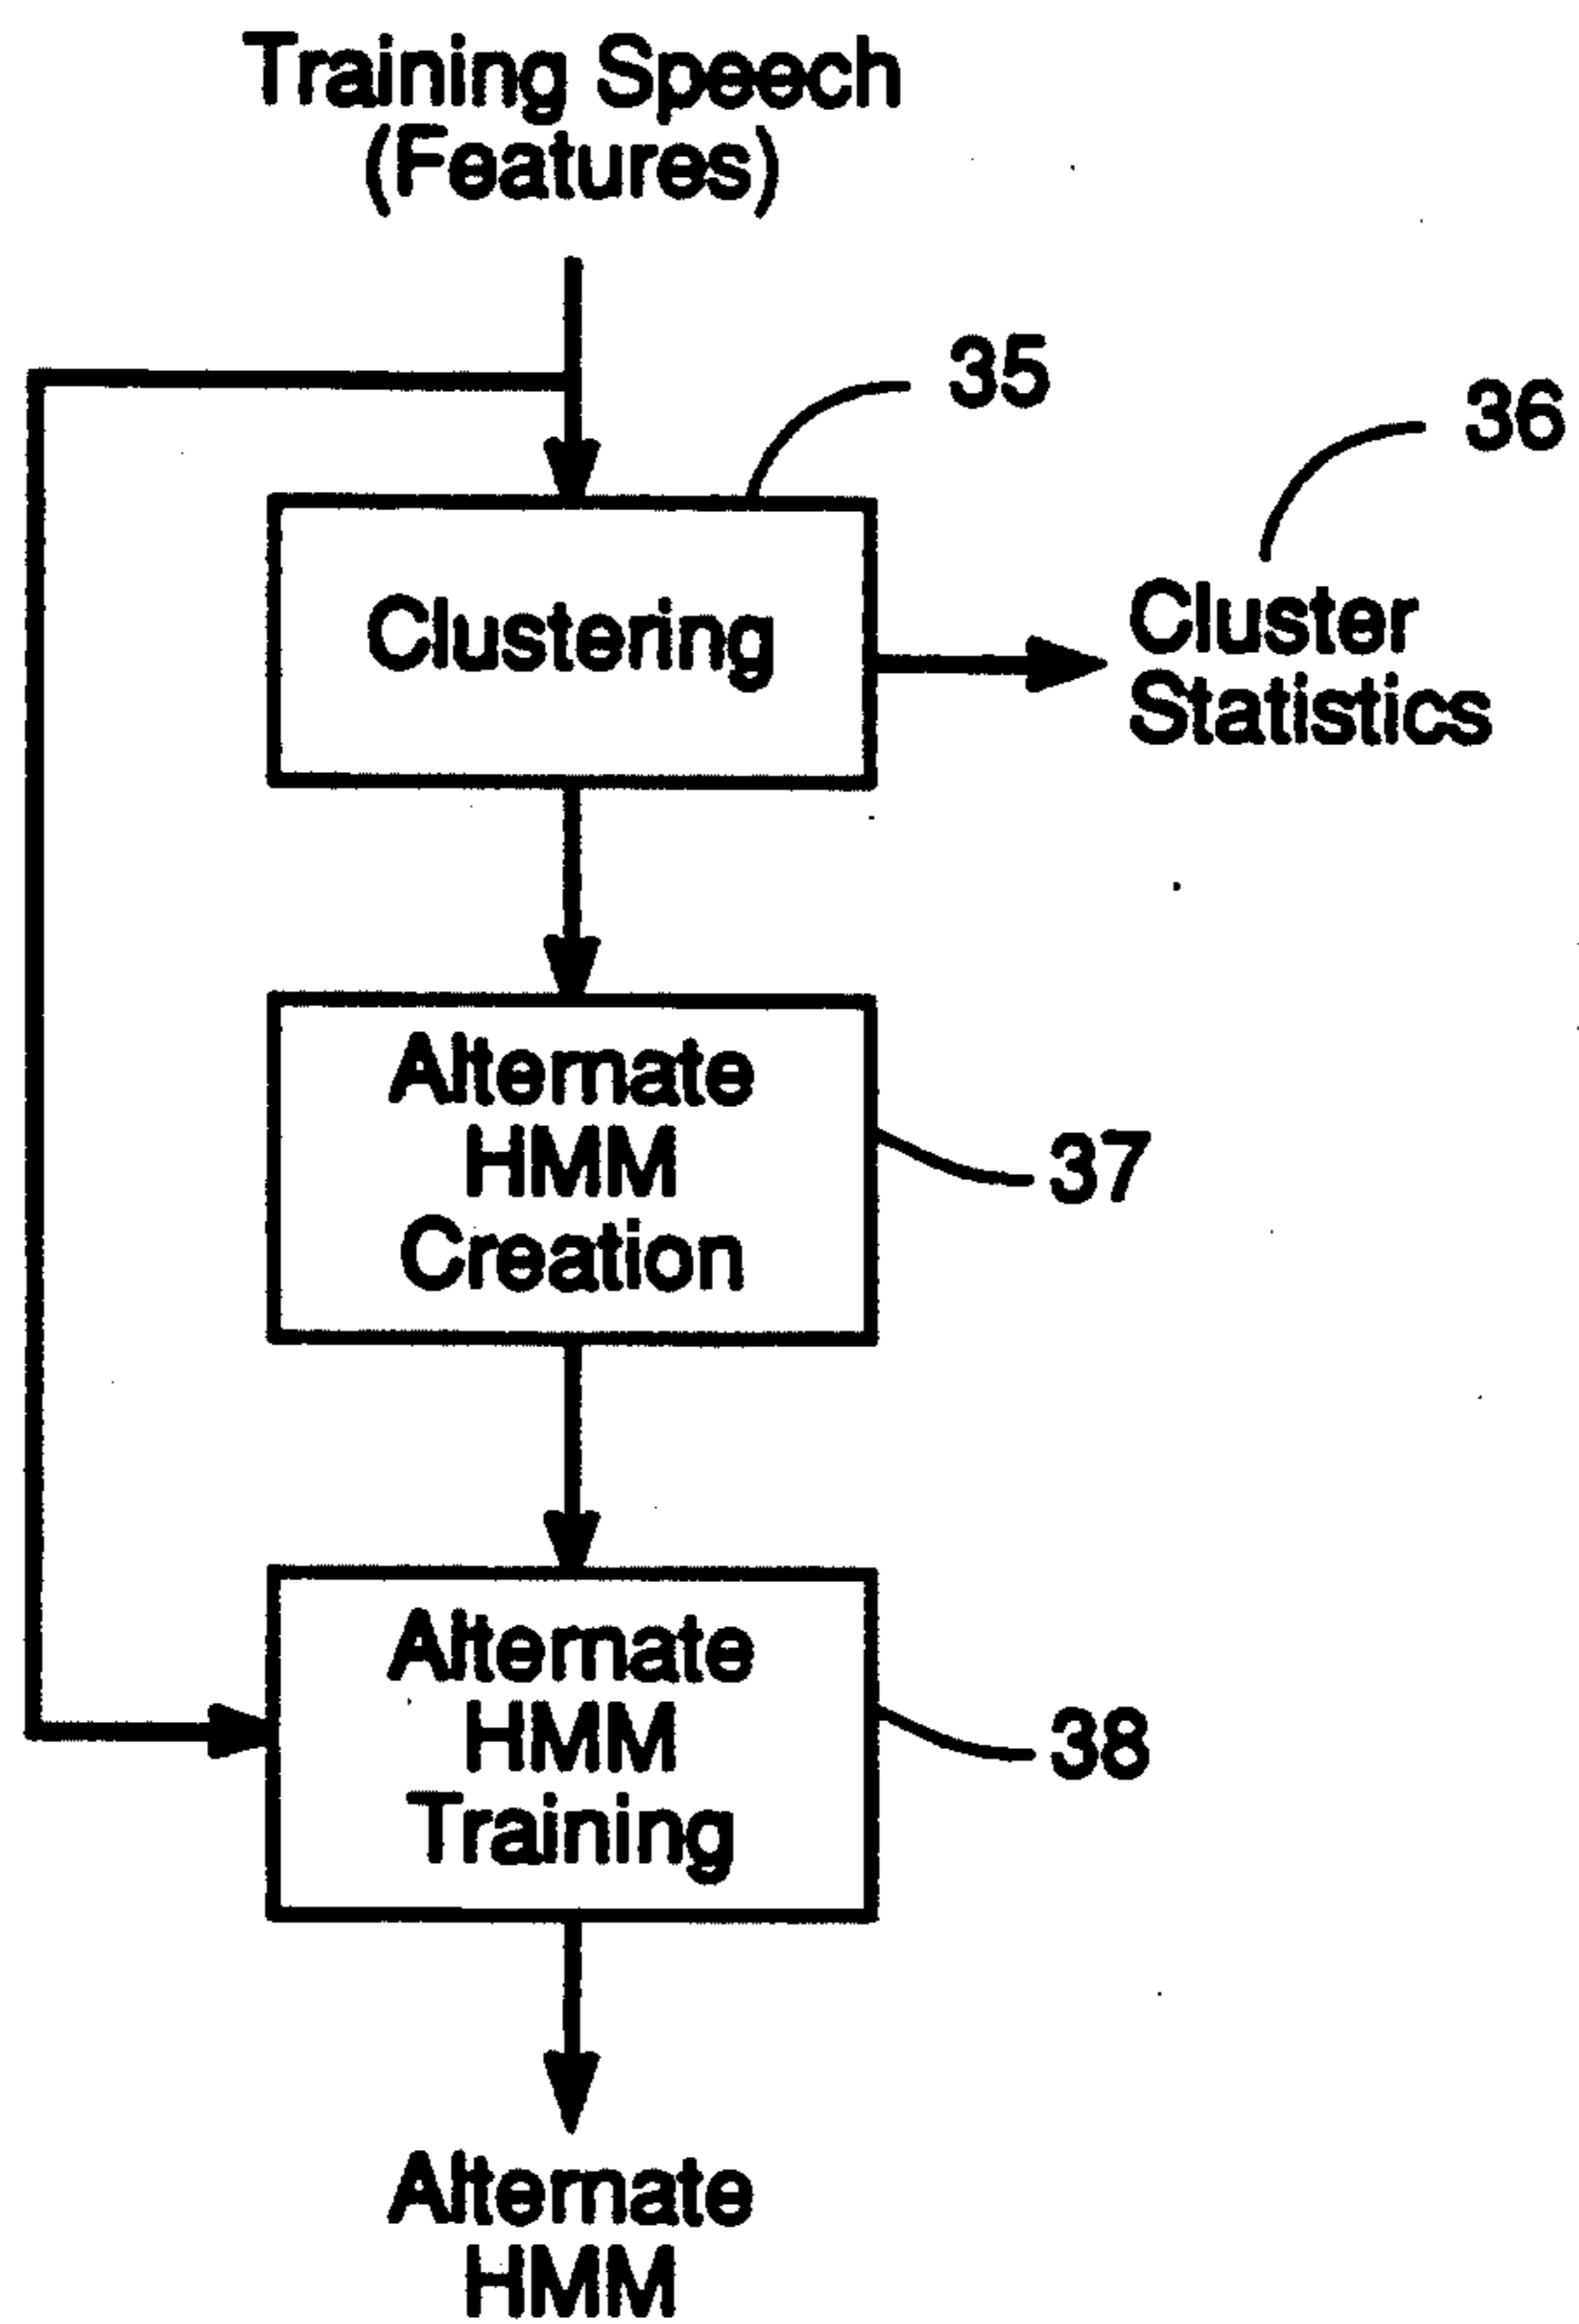 Training Speech
(Features)
35
36
Clustering
Cluster
Statistics
Alternate
HMM
Creation
37
Alternate
HMM
Training
38
Alternate
HMM